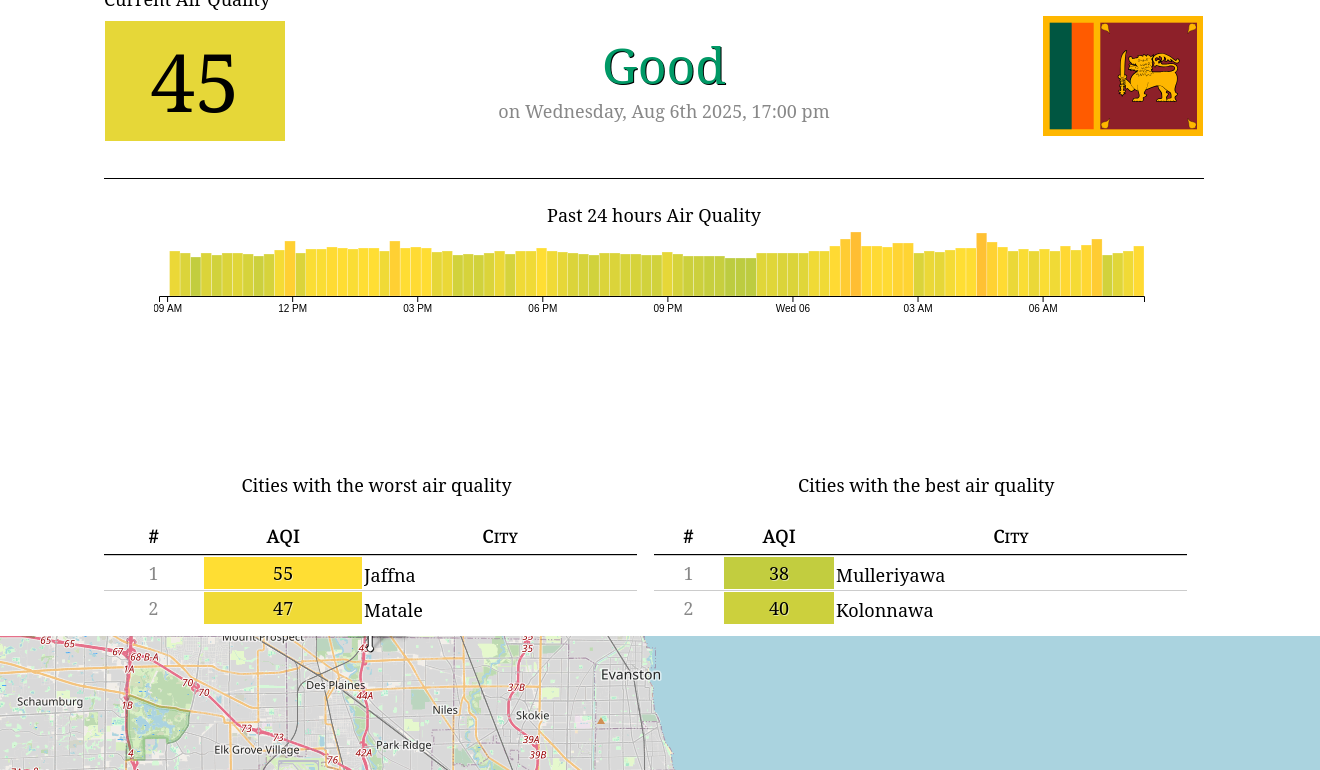 Current Air Quality
45
Good
on Wednesday, Aug 6th 2025, 17:00 pm
Past 24 hours Air Quality
09 AM 12 PM 03 PM 06 PM 09 PM Wed 06 03 AM 06 AM
Cities with the worst air quality
# AQI City
1 55 Jaffna
2 47 Matale
Cities with the best air quality
# AQI City
1 38 Mulleriyawa
2 40 Kolonnawa
Mount Prospect
65 65
67
68-B-A
1A
35
35
Evanston
Des Plaines
70
70
44A
37B
Schaumburg
1B
Niles
Skokie
73
73
39A
Park Ridge
Elk Grove Village
4
42A
39B
76